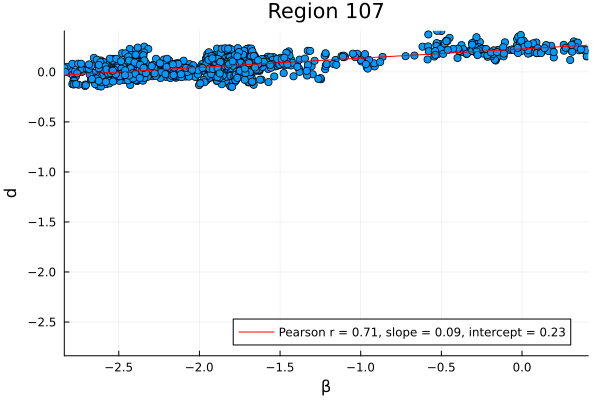 Region 107
0.0
−0.5
−1.0
−1.5
−2.0
−2.5
d
Pearson r = 0.71, slope = 0.09, intercept = 0.23
−2.5 −2.0 −1.5 −1.0 −0.5 0.0
β